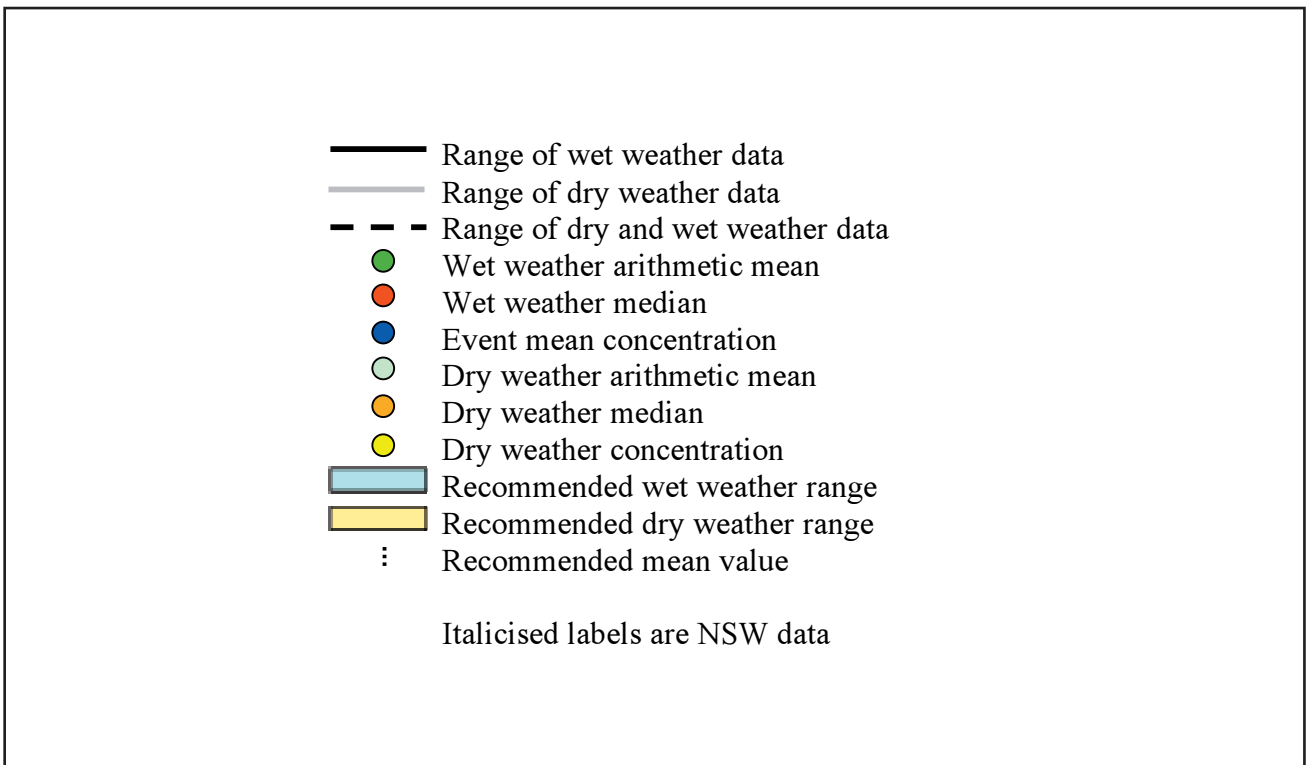 Range of wet weather data
Range of dry weather data
Range of dry and wet weather data
Wet weather arithmetic mean
Wet weather median
Event mean concentration
Dry weather arithmetic mean
Dry weather median
Dry weather concentration
Recommended wet weather range
Recommended dry weather range
Recommended mean value
Italicised labels are NSW data